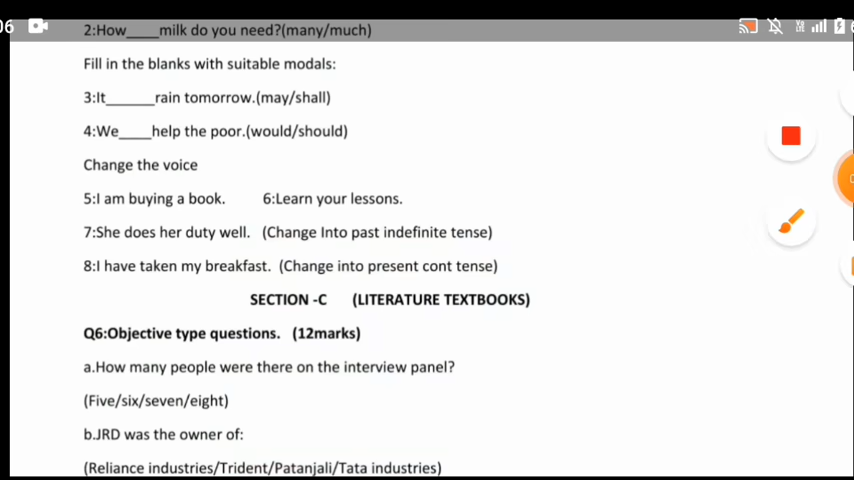 06
2:How____milk do you need?(many/much)
Fill in the blanks with suitable modals:
3:It______rain tomorrow.(may/shall)
4:We____help the poor.(would/should)
Change the voice
5:I am buying a book. 6:Learn your lessons.
7:She does her duty well. (Change Into past indefinite tense)
8:I have taken my breakfast. (Change into present cont tense)
SECTION -C (LITERATURE TEXTBOOKS)
Q6:Objective type questions. (12marks)
a.How many people were there on the interview panel?
(Five/six/seven/eight)
b.JRD was the owner of:
(Reliance industries/Trident/Patanjali/Tata industries)